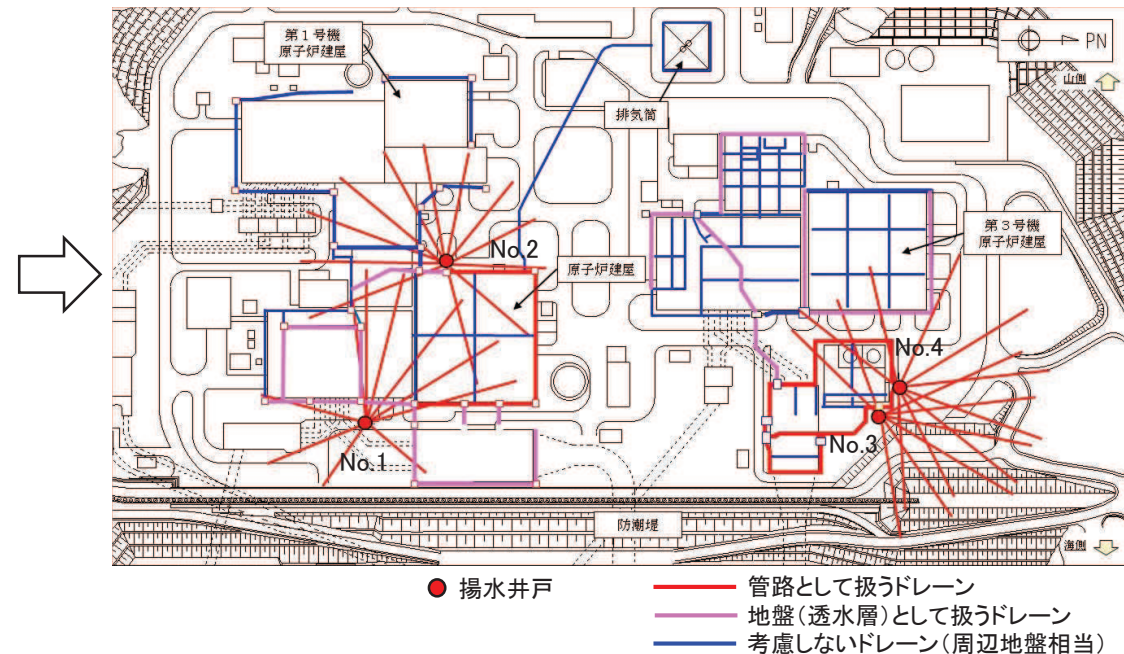 第1号機
原子炉建屋
PN
山側
排気筒
No.2
原子炉建屋
第3号機
原子炉建屋
No.4
No.1
No.3
防潮堤
海側
揚水井戸
管路として扱うドレーン
地盤(透水層)として扱うドレーン
考慮しないドレーン(周辺地盤相当)